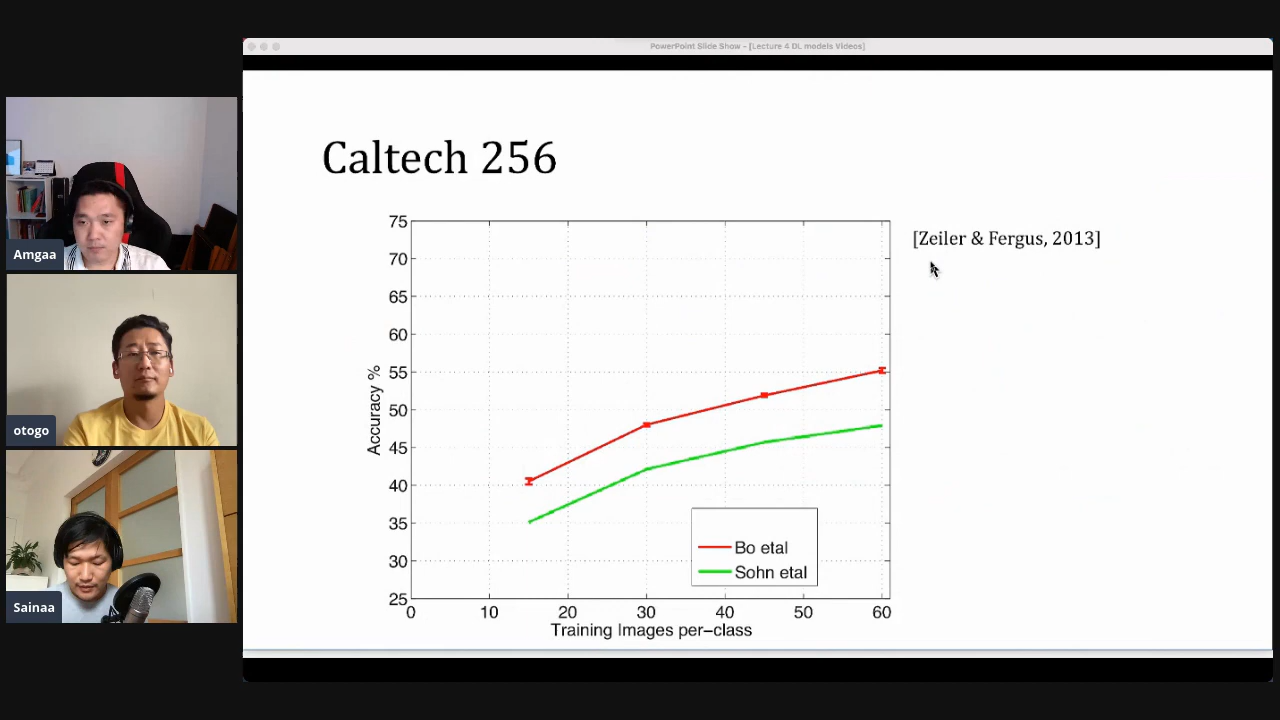 PowerPoint Slide Show - [Lecture 4 DL models Videos]
Caltech 256
[Zeiler & Fergus, 2013]
75
70
65
60
55
50
45
40
35
30
25
Accuracy %
Bo etal
Sohn etal
0 10 20 30 40 50 60
Training Images per-class
Amgaa
otogo
Sainaa